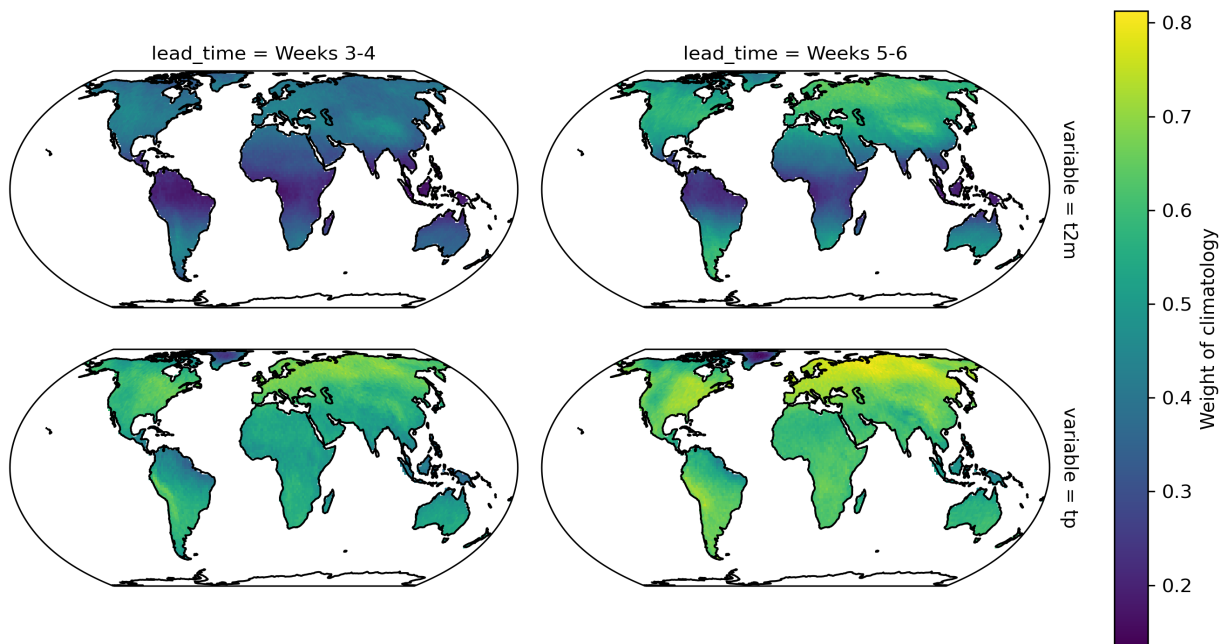 lead_time = Weeks 3-4
lead_time = Weeks 5-6
variable = t2m
variable = tp
0.8
0.7
0.6
0.5
0.4
0.3
0.2
Weight of climatology